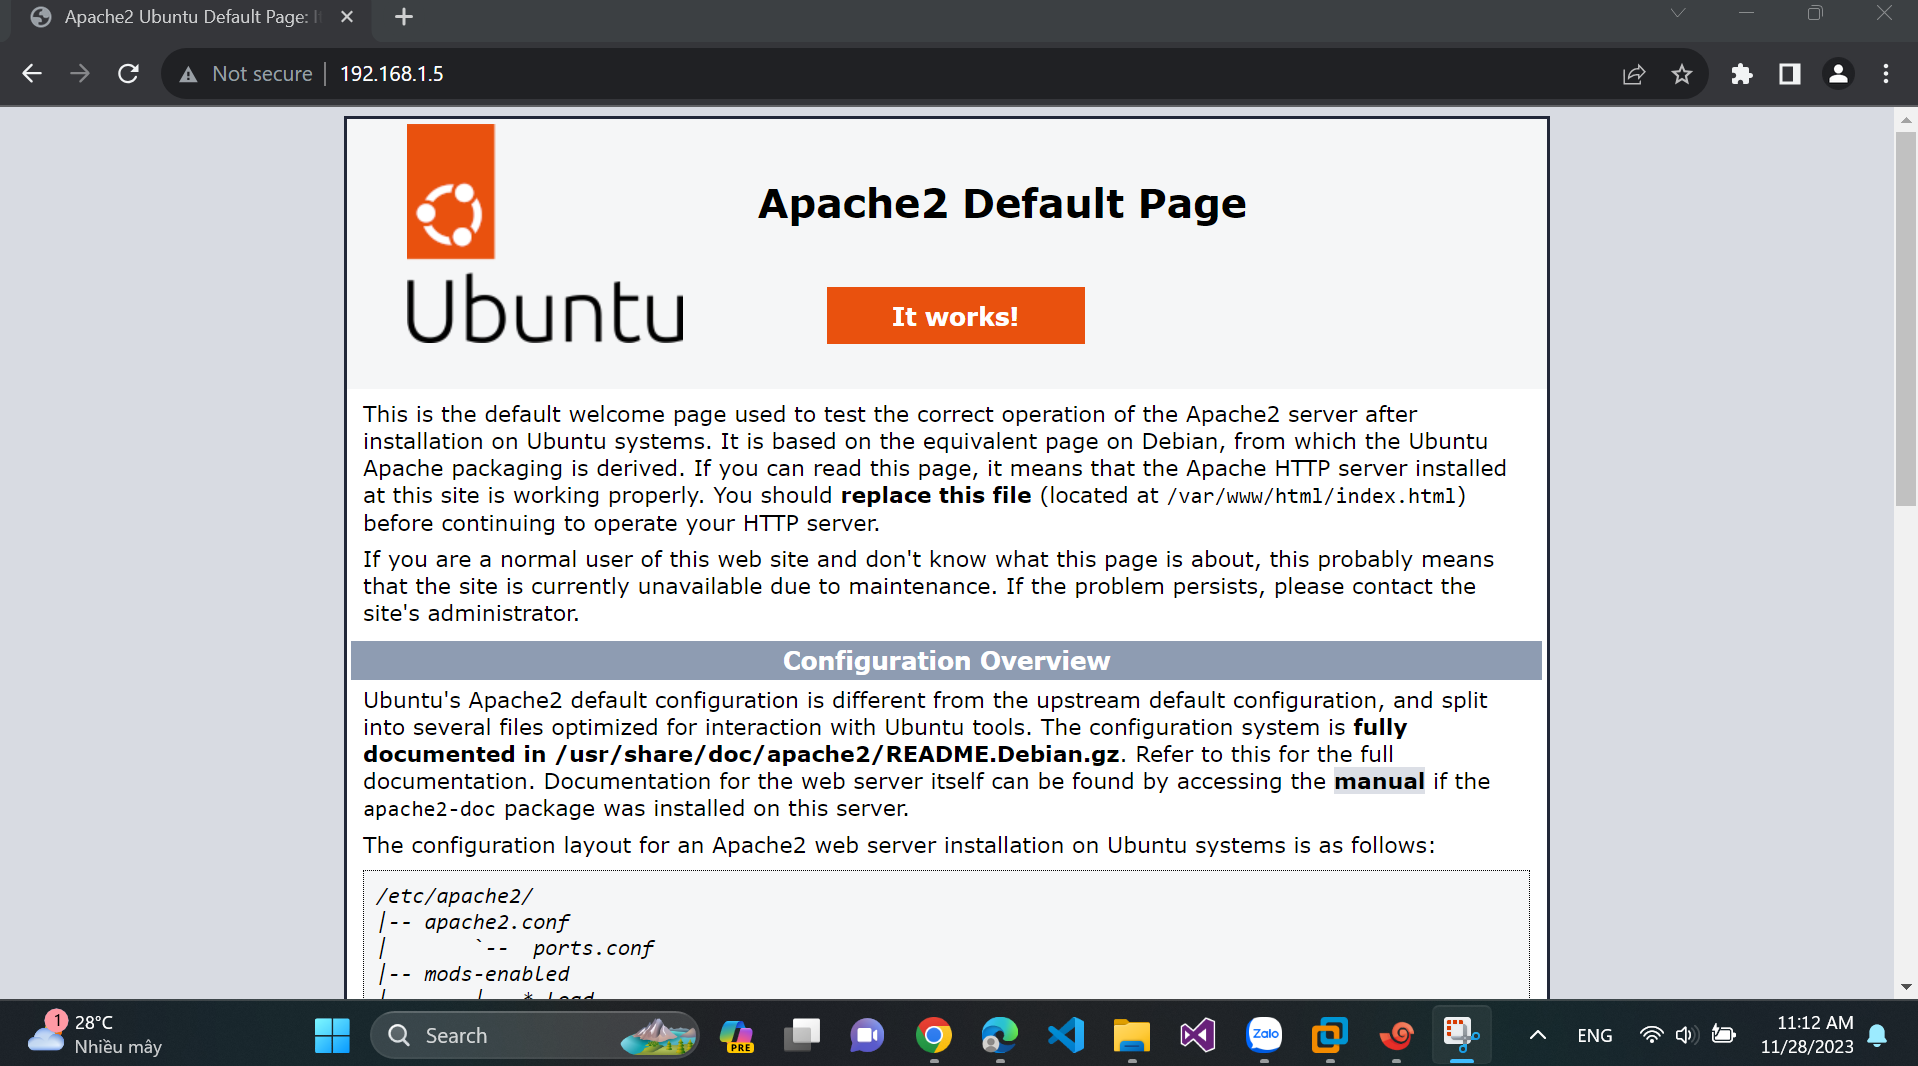 Apache2 Ubuntu Default Page: I
Not secure
192.168.1.5
Apache2 Default Page
Ubuntu
It works!
This is the default welcome page used to test the correct operation of the Apache2 server after
installation on Ubuntu systems. It is based on the equivalent page on Debian, from which the Ubuntu
Apache packaging is derived. If you can read this page, it means that the Apache HTTP server installed
at this site is working properly. You should replace this file (located at /var/www/html/index.html)
before continuing to operate your HTTP server.
If you are a normal user of this web site and don't know what this page is about, this probably means
that the site is currently unavailable due to maintenance. If the problem persists, please contact the
site's administrator.
Configuration Overview
Ubuntu's Apache2 default configuration is different from the upstream default configuration, and split
into several files optimized for interaction with Ubuntu tools. The configuration system is fully
documented in /usr/share/doc/apache2/README.Debian.gz. Refer to this for the full
documentation. Documentation for the web server itself can be found by accessing the manual if the
apache2-doc package was installed on this server.
The configuration layout for an Apache2 web server installation on Ubuntu systems is as follows:
/etc/apache2/
|-- apache2.conf
|       `--  ports.conf
|-- mods-enabled
|       |-- *.load
1
28°C
Nhiều mây
Search
PRE
Zalo
ENG
11:12 AM
11/28/2023